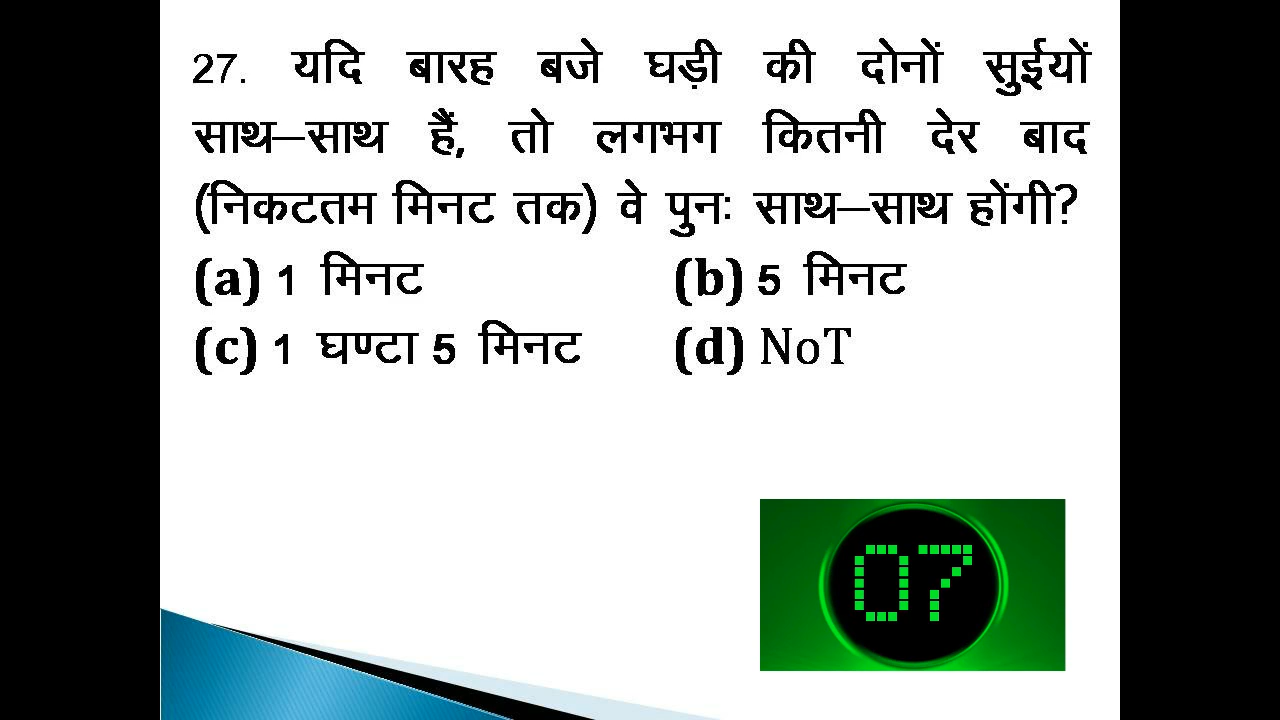 27. यदि बारह बजे घड़ी की दोनों सुईयों
साथ–साथ हैं, तो लगभग कितनी देर बाद
(निकटतम मिनट तक) वे पुनः साथ–साथ होंगी?
(a) 1 मिनट (b) 5 मिनट
(c) 1 घण्टा 5 मिनट (d) NoT
07